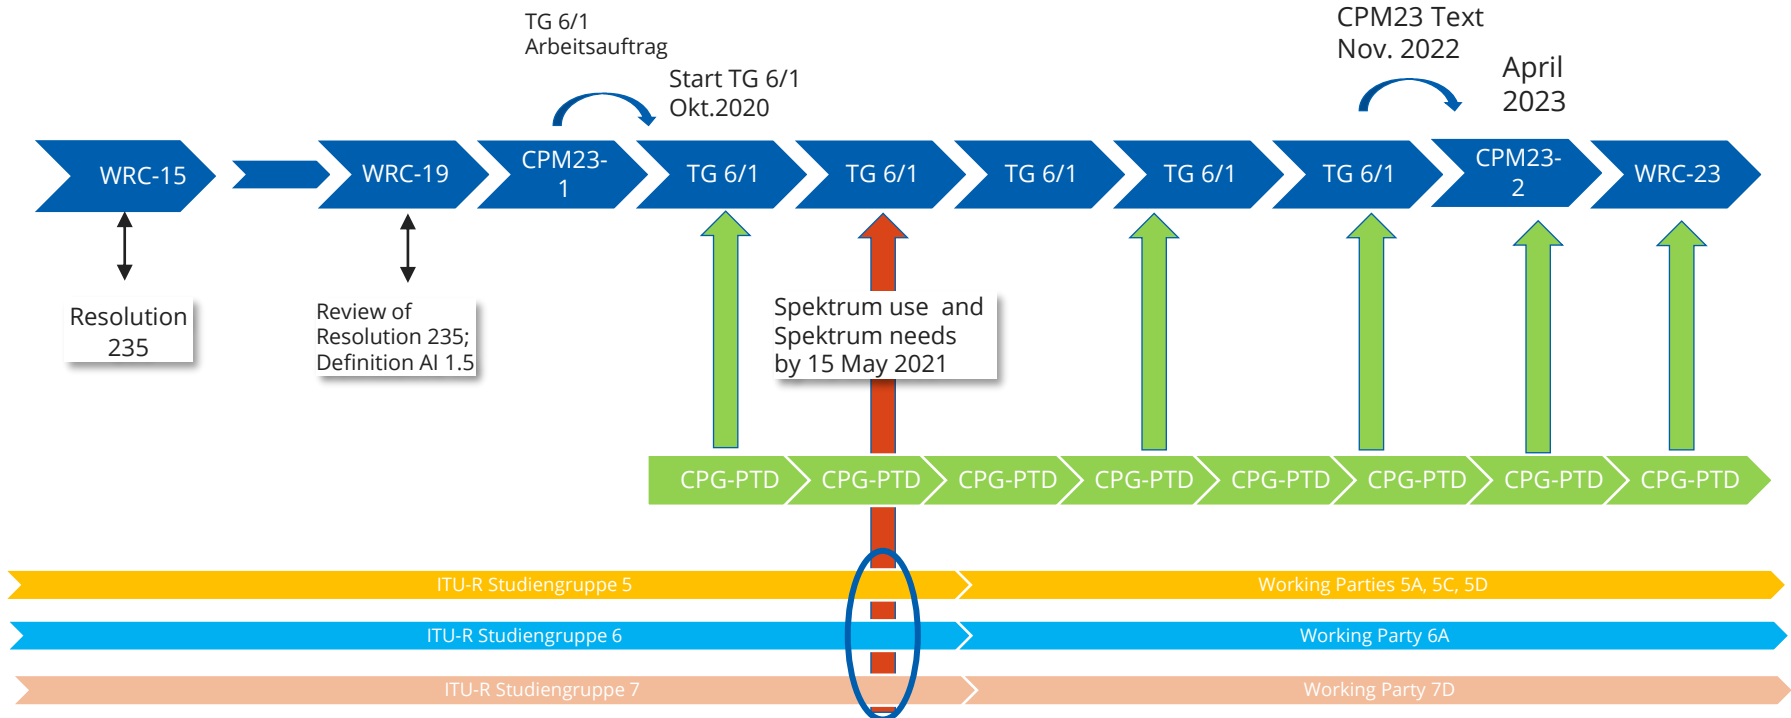 TG 6/1
Arbeitsauftrag
Start TG 6/1
Okt.2020
CPM23 Text
Nov. 2022
April
2023
WRC-15
WRC-19
CPM23-
1
TG 6/1
TG 6/1
TG 6/1
TG 6/1
TG 6/1
CPM23-
2
WRC-23
Resolution
235
Review of
Resolution 235;
Definition AI 1.5
Spektrum use and
Spektrum needs
by 15 May 2021
CPG-PTD
CPG-PTD
CPG-PTD
CPG-PTD
CPG-PTD
CPG-PTD
CPG-PTD
CPG-PTD
ITU-R Studiengruppe 5
Working Parties 5A, 5C, 5D
ITU-R Studiengruppe 6
Working Party 6A
ITU-R Studiengruppe 7
Working Party 7D